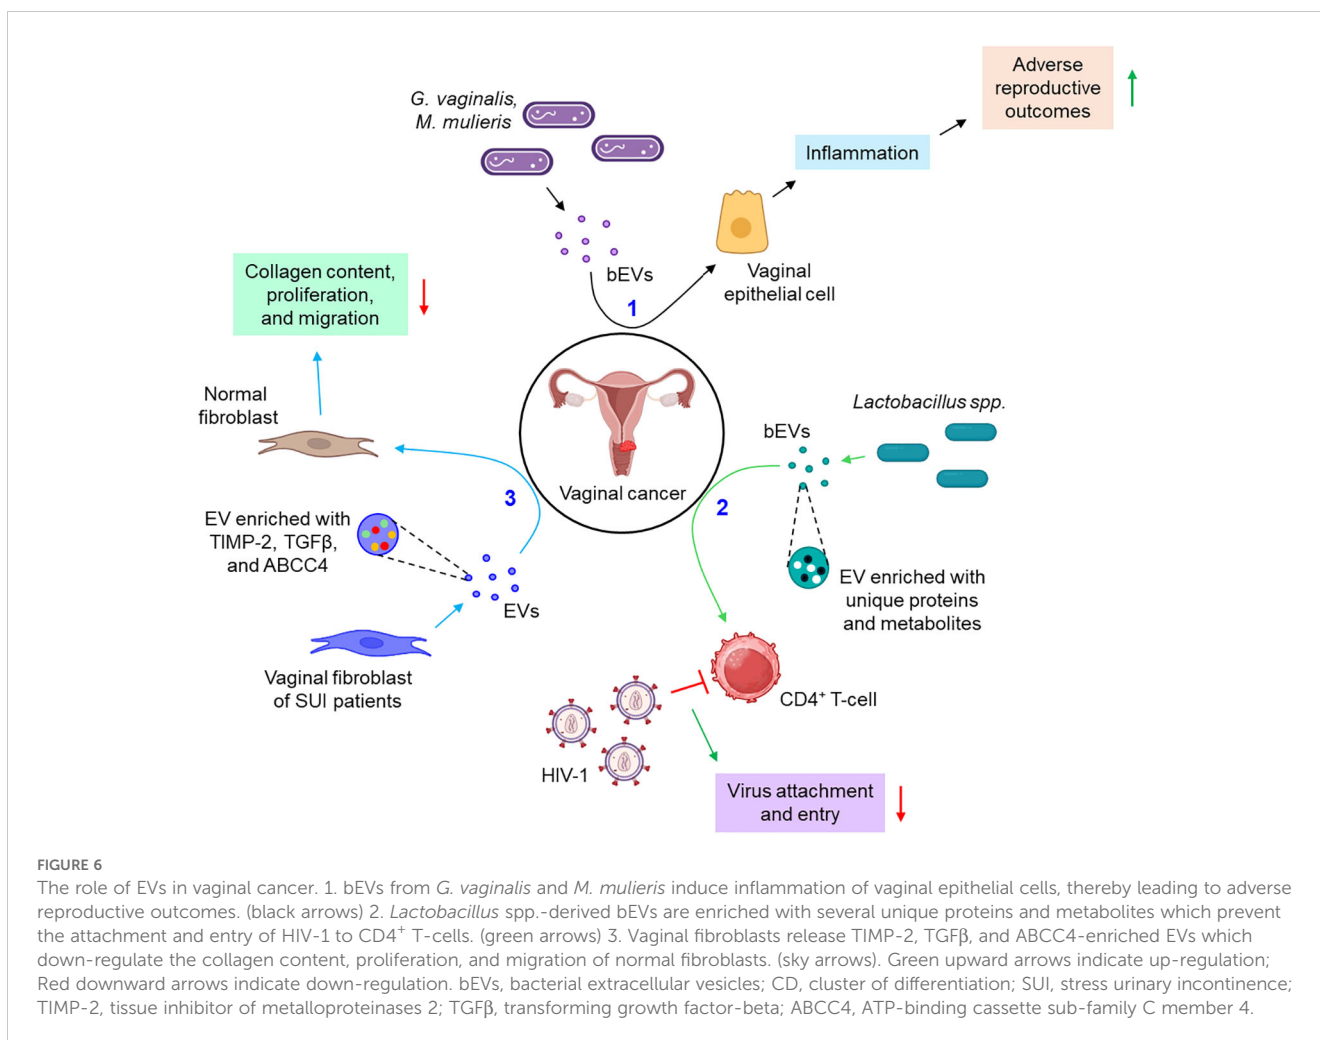 G. vaginalis,
M. mulieris
bEVs
1
Vaginal
epithelial cell
Inflammation
Adverse
reproductive
outcomes
Collagen content,
proliferation,
and migration
Normal
fibroblast
3
EV enriched with
TIMP-2, TGFβ,
and ABCC4
EVs
Vaginal fibroblast
of SUI patients
Vaginal cancer
Lactobacillus spp.
bEVs
2
EV enriched with
unique proteins
and metabolites
CD4⁺ T-cell
HIV-1
Virus attachment
and entry
FIGURE 6
The role of EVs in vaginal cancer. 1. bEVs from G. vaginalis and M. mulieris induce inflammation of vaginal epithelial cells, thereby leading to adverse
reproductive outcomes. (black arrows) 2. Lactobacillus spp.-derived bEVs are enriched with several unique proteins and metabolites which prevent
the attachment and entry of HIV-1 to CD4⁺ T-cells. (green arrows) 3. Vaginal fibroblasts release TIMP-2, TGFβ, and ABCC4-enriched EVs which
down-regulate the collagen content, proliferation, and migration of normal fibroblasts. (sky arrows). Green upward arrows indicate up-regulation;
Red downward arrows indicate down-regulation. bEVs, bacterial extracellular vesicles; CD, cluster of differentiation; SUI, stress urinary incontinence;
TIMP-2, tissue inhibitor of metalloproteinases 2; TGFβ, transforming growth factor-beta; ABCC4, ATP-binding cassette sub-family C member 4.